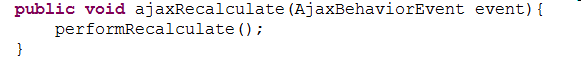 public void ajaxRecalculate(AjaxBehaviorEvent event){
    performRecalculate();
}